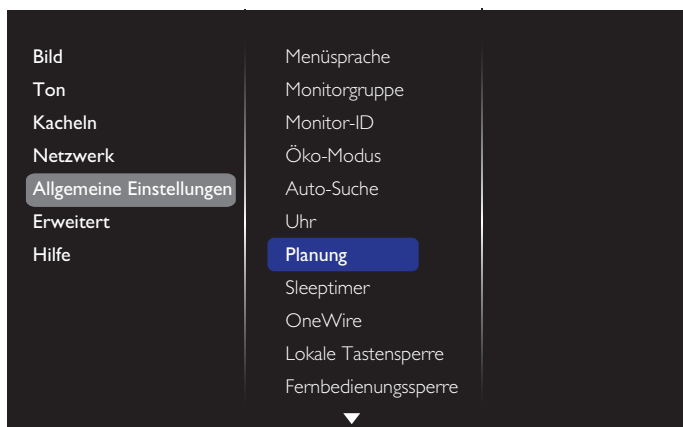 Bild
Ton
Kacheln
Netzwerk
Allgemeine Einstellungen
Erweitert
Hilfe
Menüsprache
Monitorgruppe
Monitor-ID
Öko-Modus
Auto-Suche
Uhr
Planung
Sleeptimer
OneWire
Lokale Tastensperre
Fernbedienungssperre